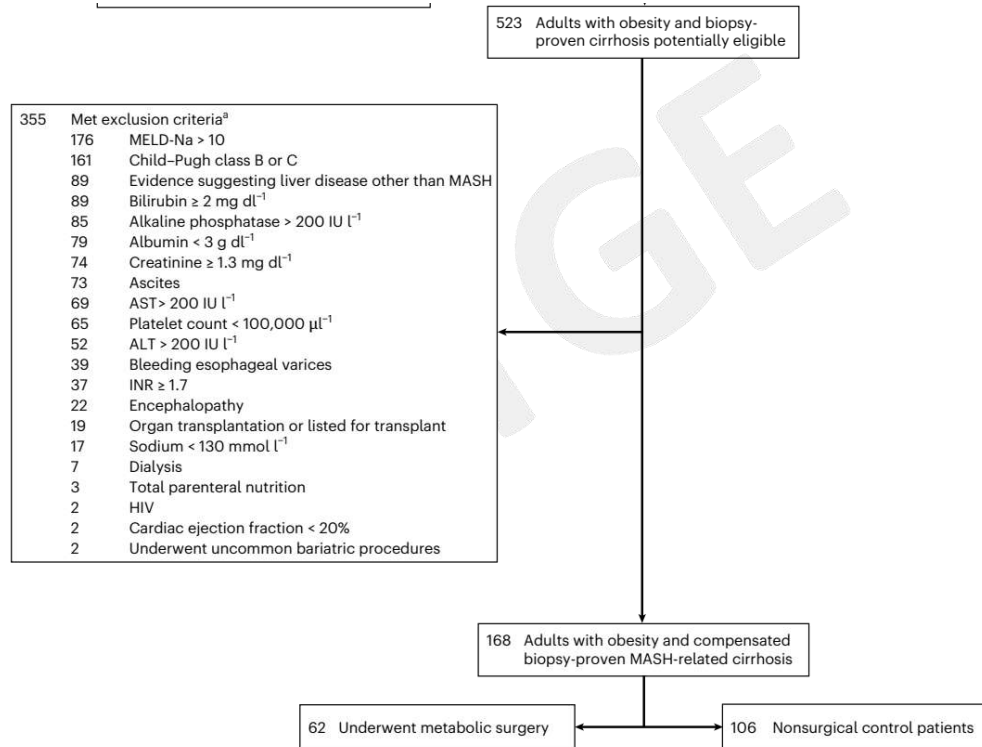 523 Adults with obesity and biopsy-
proven cirrhosis potentially eligible
355 Met exclusion criteriaᵃ
176 MELD-Na > 10
161 Child–Pugh class B or C
89 Evidence suggesting liver disease other than MASH
89 Bilirubin ≥ 2 mg dl⁻¹
85 Alkaline phosphatase > 200 IU l⁻¹
79 Albumin < 3 g dl⁻¹
74 Creatinine ≥ 1.3 mg dl⁻¹
73 Ascites
69 AST> 200 IU l⁻¹
65 Platelet count < 100,000 μl⁻¹
52 ALT > 200 IU l⁻¹
39 Bleeding esophageal varices
37 INR ≥ 1.7
22 Encephalopathy
19 Organ transplantation or listed for transplant
17 Sodium < 130 mmol l⁻¹
7 Dialysis
3 Total parenteral nutrition
2 HIV
2 Cardiac ejection fraction < 20%
2 Underwent uncommon bariatric procedures
168 Adults with obesity and compensated
biopsy-proven MASH-related cirrhosis
62 Underwent metabolic surgery
106 Nonsurgical control patients